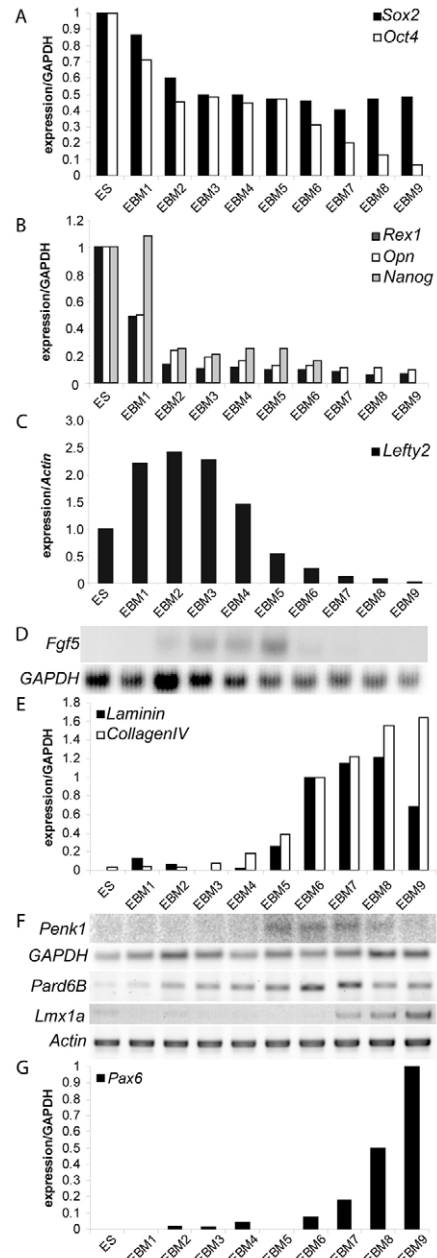 A
Sox2
Oct4
expression/GAPDH
1
0.9
0.8
0.7
0.6
0.5
0.4
0.3
0.2
0.1
0
ES EBM1 EBM2 EBM3 EBM4 EBM5 EBM6 EBM7 EBM8 EBM9
B
Rex1
Opn
Nanog
expression/GAPDH
1.2
1
0.8
0.6
0.4
0.2
0
ES EBM1 EBM2 EBM3 EBM4 EBM5 EBM6 EBM7 EBM8 EBM9
C
Lefty2
expression/Actin
3.0
2.5
2.0
1.5
1.0
0.5
0
ES EBM1 EBM2 EBM3 EBM4 EBM5 EBM6 EBM7 EBM8 EBM9
D
Fgf5
GAPDH
E
Laminin
CollagenIV
expression/GAPDH
1.8
1.6
1.4
1.2
1
0.8
0.6
0.4
0.2
0
ES EBM1 EBM2 EBM3 EBM4 EBM5 EBM6 EBM7 EBM8 EBM9
F
Penk1
GAPDH
Pard6B
Lmx1a
Actin
G
Pax6
expression/GAPDH
1
0.9
0.8
0.7
0.6
0.5
0.4
0.3
0.2
0.1
0
ES EBM1 EBM2 EBM3 EBM4 EBM5 EBM6 EBM7 EBM8 EBM9